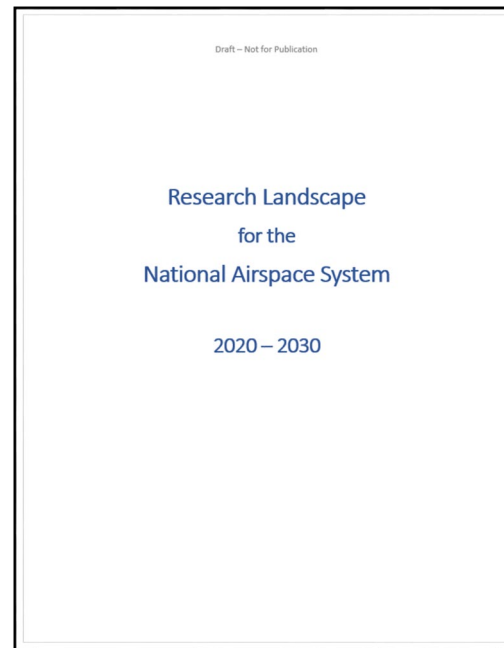 Draft – Not for Publication
Research Landscape
for the
National Airspace System
2020 – 2030